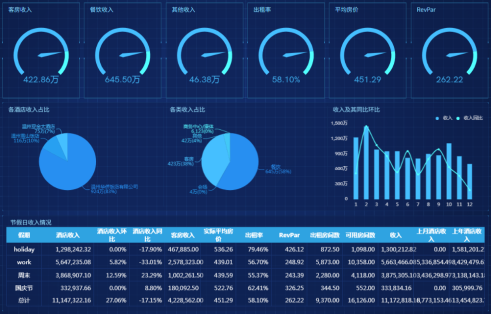 客房收入 餐饮收入 其他收入 出租率 平均房价 RevPar
422.86万 645.50万 46.38万 58.10% 451.29 262.22
各酒店收入占比 各类收入占比 收入及其同比环比
收入 收入同比
1,500万
1,200万
900万
600万
300万
0
1 2 3 4 5 6 7 8 9 10 11 12
节假日收入情况
假期 酒店收入 酒店收入环比 酒店收入同比 客房收入 实际平均房价 出租率 RevPar 出租房间数 可用房间数 收入 上月酒店收入 上年酒店收入
holiday 1,298,242.32 0.00% -17.90% 467,885.00 536.26 79.46% 426.12 872.50 1,098.00 1,300,212.82 0.00 1,581,201.2
work 5,647,235.08 5.82% -33.01% 2,578,323.00 439.01 56.70% 248.92 5,873.00 10,358.00 5,663,466.08 5,336,854.49 8,429,479.6
周末 3,868,907.10 12.59% 23.29% 1,002,261.50 439.59 55.37% 243.39 2,280.00 4,118.00 3,875,305.10 3,436,298.97 3,138,143.1
国庆节 332,937.66 0.00% 8.80% 180,092.50 522.76 62.41% 326.25 344.50 552.00 333,834.16 0.00 305,999.76
总计 11,147,322.16 27.06% -17.15% 4,228,562.00 451.29 58.10% 262.22 9,370.00 16,126.00 11,172,818.16 8,773,153.46 13,454,823.